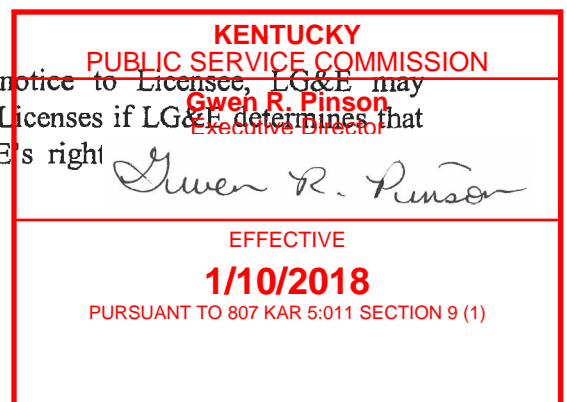 KENTUCKY
PUBLIC SERVICE COMMISSION
notice to Licensee, LG&E may
Gwen R. Pinson
Licenses if LG&E determines that
Executive Director
E's right
Gwen R. Pinson
EFFECTIVE
1/10/2018
PURSUANT TO 807 KAR 5:011 SECTION 9 (1)